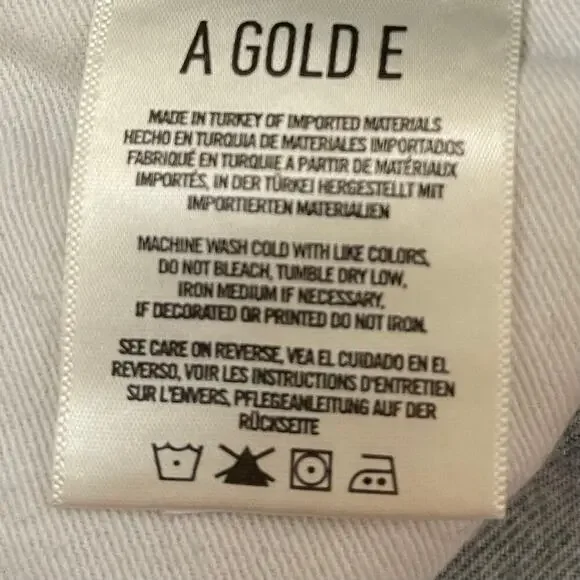 A GOLD E
MADE IN TURKEY OF IMPORTED MATERIALS
HECHO EN TURQUIA DE MATERIALES IMPORTADOS
FABRIQUÉ EN TURQUIE A PARTIR DE MATÉRIAUX
IMPORTÉS, IN DER TÜRKEI HERGESTELLT MIT
IMPORTIERTEN MATERIALIEN
MACHINE WASH COLD WITH LIKE COLORS,
DO NOT BLEACH, TUMBLE DRY LOW,
IRON MEDIUM IF NECESSARY.
IF DECORATED OR PRINTED DO NOT IRON.
SEE CARE ON REVERSE, VEA EL CUIDADO EN EL
REVERSO, VOIR LES INSTRUCTIONS D'ENTRETIEN
SUR L'ENVERS, PFLEGEANLEITUNG AUF DER
RÜCKSEITE